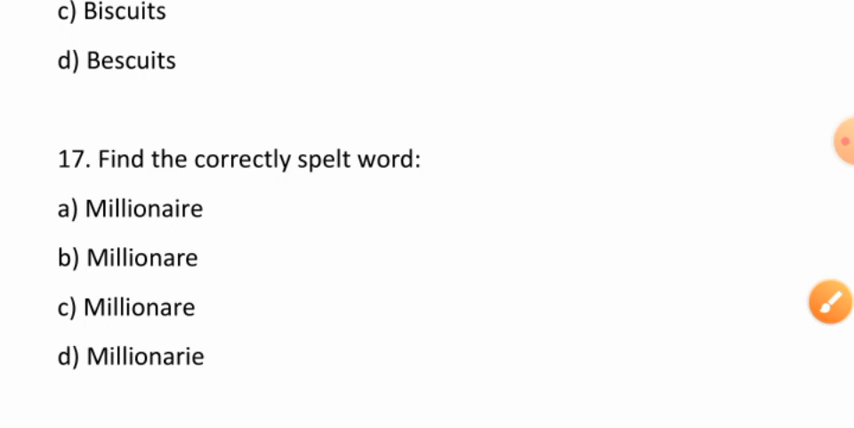 c) Biscuits
d) Bescuits
17. Find the correctly spelt word:
a) Millionaire
b) Millionare
c) Millionare
d) Millionarie